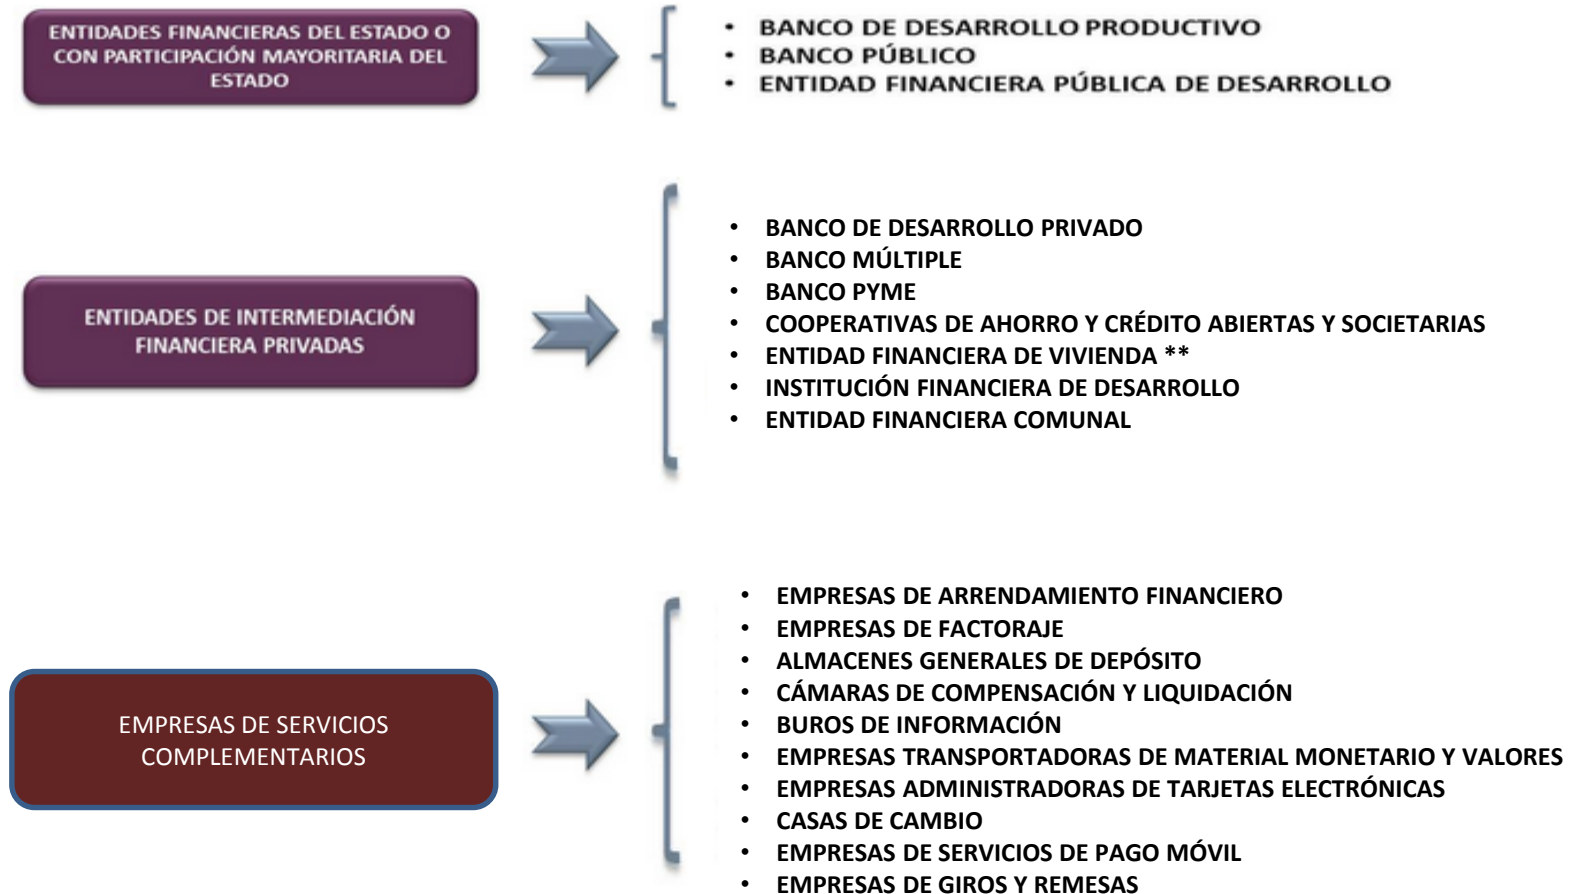 ENTIDADES FINANCIERAS DEL ESTADO O
CON PARTICIPACIÓN MAYORITARIA DEL
ESTADO
• BANCO DE DESARROLLO PRODUCTIVO
• BANCO PÚBLICO
• ENTIDAD FINANCIERA PÚBLICA DE DESARROLLO
ENTIDADES DE INTERMEDIACIÓN
FINANCIERA PRIVADAS
• BANCO DE DESARROLLO PRIVADO
• BANCO MÚLTIPLE
• BANCO PYME
• COOPERATIVAS DE AHORRO Y CRÉDITO ABIERTAS Y SOCIETARIAS
• ENTIDAD FINANCIERA DE VIVIENDA **
• INSTITUCIÓN FINANCIERA DE DESARROLLO
• ENTIDAD FINANCIERA COMUNAL
EMPRESAS DE SERVICIOS
COMPLEMENTARIOS
• EMPRESAS DE ARRENDAMIENTO FINANCIERO
• EMPRESAS DE FACTORAJE
• ALMACENES GENERALES DE DEPÓSITO
• CÁMARAS DE COMPENSACIÓN Y LIQUIDACIÓN
• BUROS DE INFORMACIÓN
• EMPRESAS TRANSPORTADORAS DE MATERIAL MONETARIO Y VALORES
• EMPRESAS ADMINISTRADORAS DE TARJETAS ELECTRÓNICAS
• CASAS DE CAMBIO
• EMPRESAS DE SERVICIOS DE PAGO MÓVIL
• EMPRESAS DE GIROS Y REMESAS